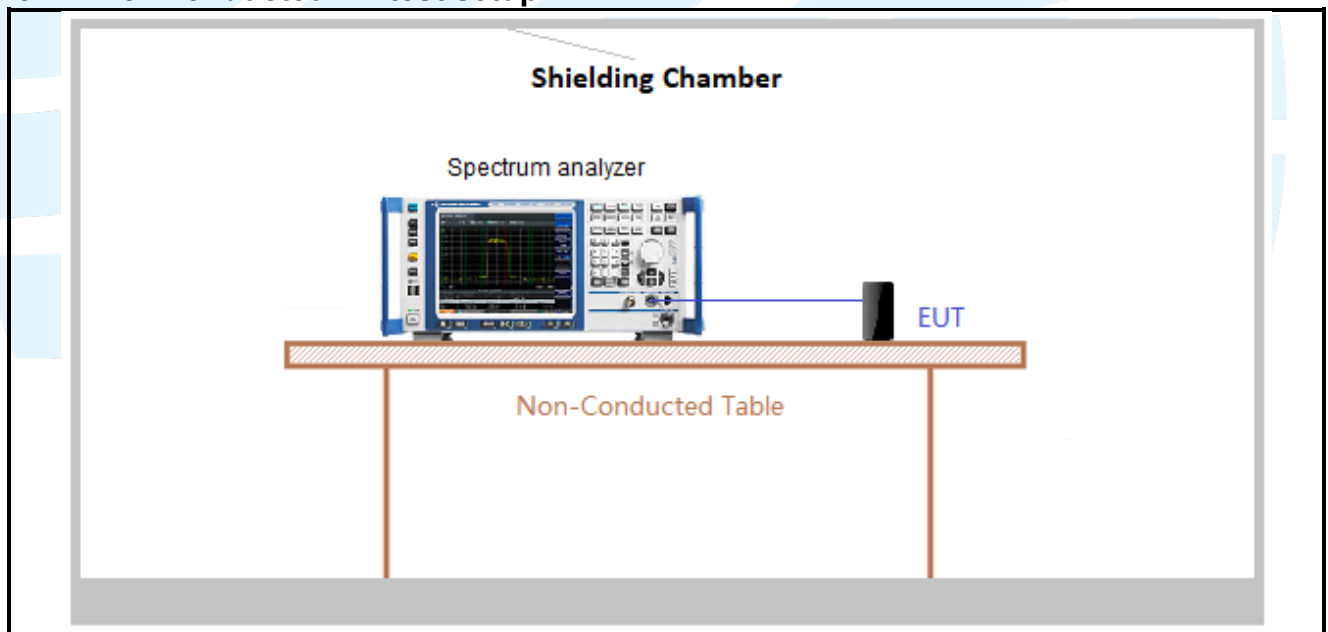 Shielding Chamber
Spectrum analyzer
EUT
Non-Conducted Table